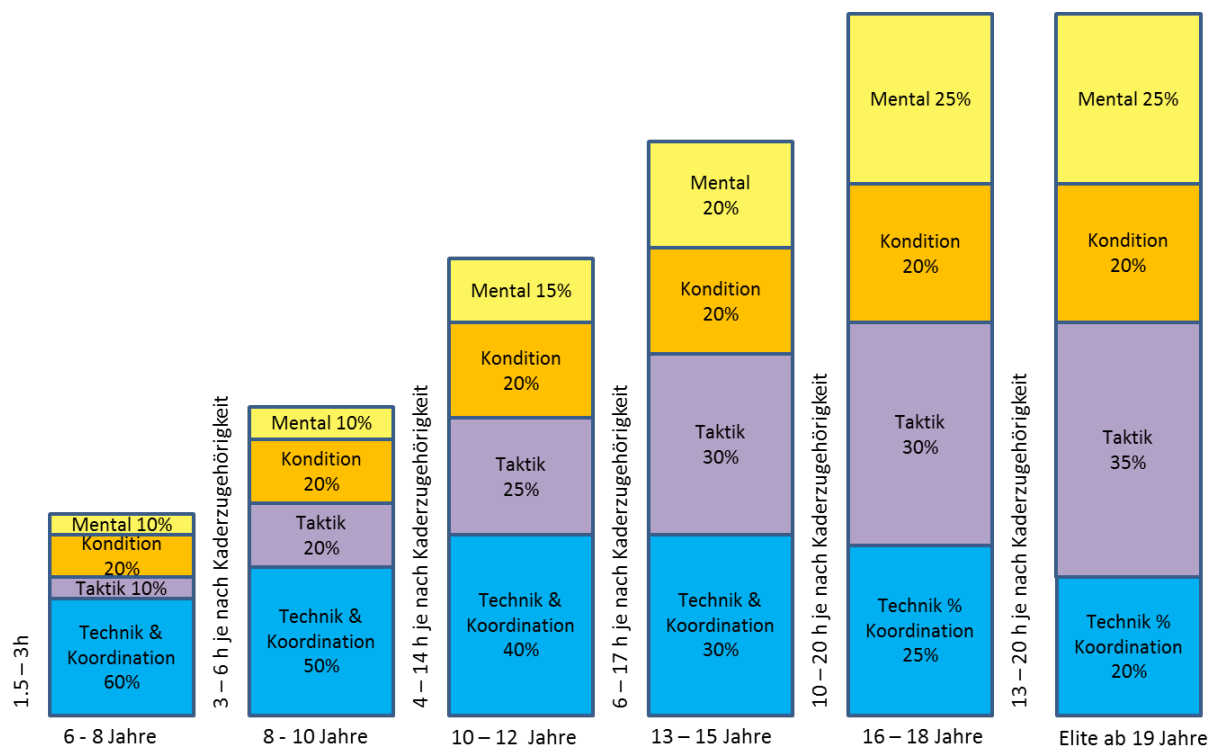 1.5 – 3h
Mental 10%
Kondition
20%
Taktik 10%
Technik &
Koordination
60%
6 - 8 Jahre
3 – 6 h je nach Kaderzugehörigkeit
Mental 10%
Kondition
20%
Taktik
20%
Technik &
Koordination
50%
8 - 10 Jahre
4 – 14 h je nach Kaderzugehörigkeit
Mental 15%
Kondition
20%
Taktik
25%
Technik &
Koordination
40%
10 – 12 Jahre
6 – 17 h je nach Kaderzugehörigkeit
Mental
20%
Kondition
20%
Taktik
30%
Technik &
Koordination
30%
13 – 15 Jahre
10 – 20 h je nach Kaderzugehörigkeit
Mental 25%
Kondition
20%
Taktik
30%
Technik %
Koordination
25%
16 – 18 Jahre
13 – 20 h je nach Kaderzugehörigkeit
Mental 25%
Kondition
20%
Taktik
35%
Technik %
Koordination
20%
Elite ab 19 Jahre